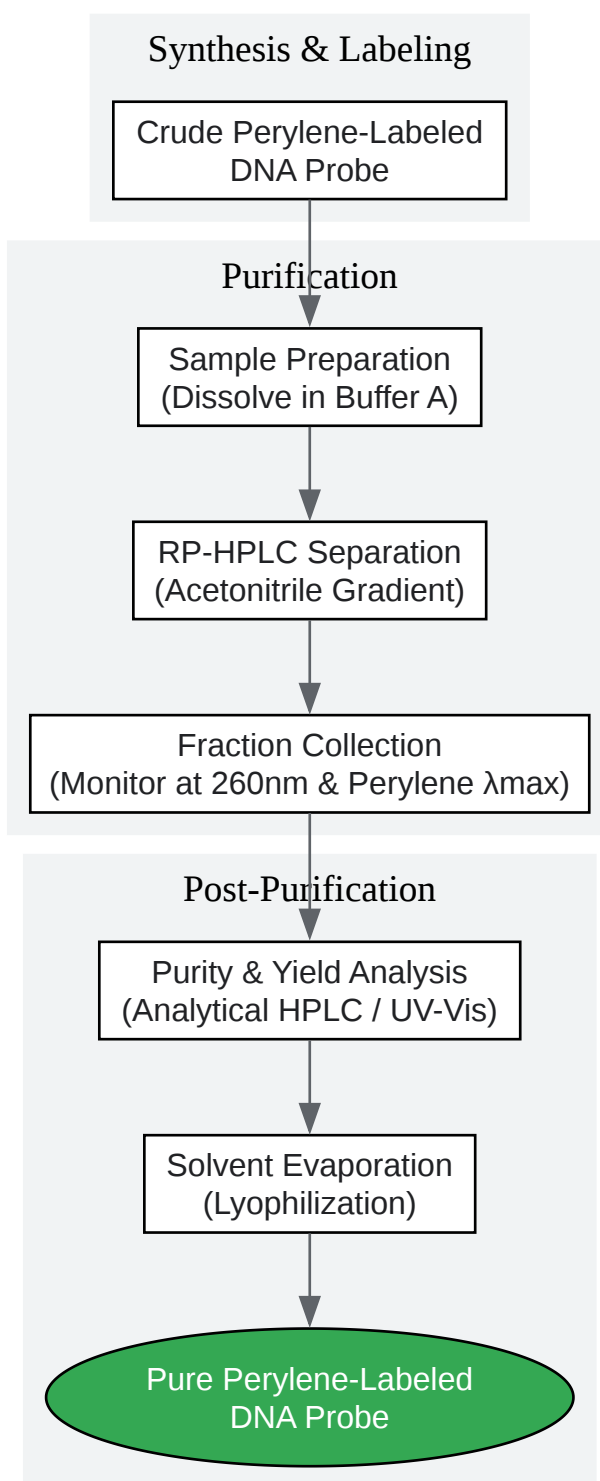 Synthesis & Labeling
Crude Perylene-Labeled
DNA Probe
Purification
Sample Preparation
(Dissolve in Buffer A)
RP-HPLC Separation
(Acetonitrile Gradient)
Fraction Collection
(Monitor at 260nm & Perylene λmax)
Post-Purification
Purity & Yield Analysis
(Analytical HPLC / UV-Vis)
Solvent Evaporation
(Lyophilization)
Pure Perylene-Labeled
DNA Probe